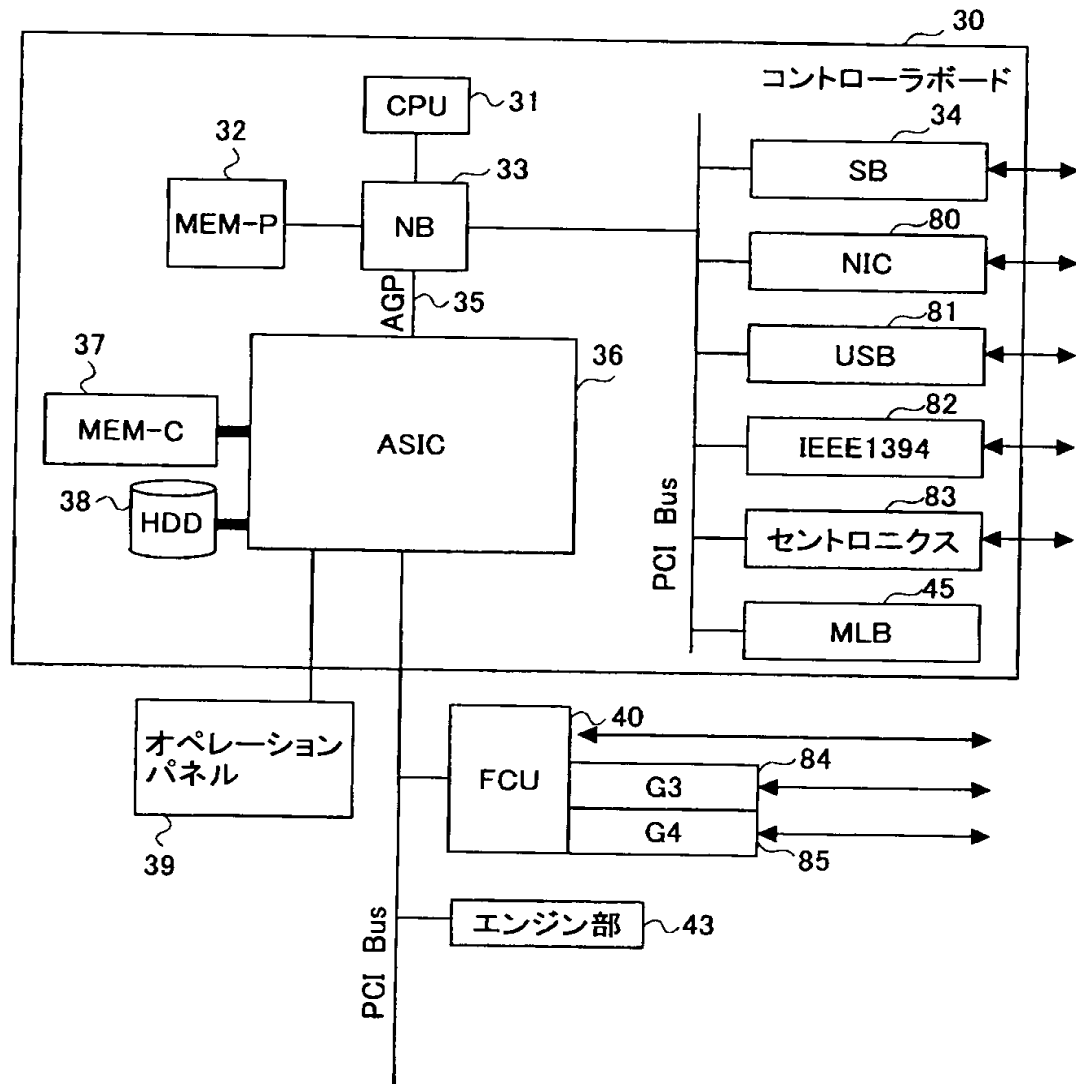 30
コントローラボード
CPU
31
32
MEM-P
33
NB
34
SB
80
NIC
AGP
35
81
USB
37
MEM-C
36
ASIC
82
IEEE1394
38
HDD
83
セントロニクス
PCI Bus
45
MLB
オペレーション
パネル
39
40
FCU
84
G3
G4
85
エンジン部
43
PCI Bus